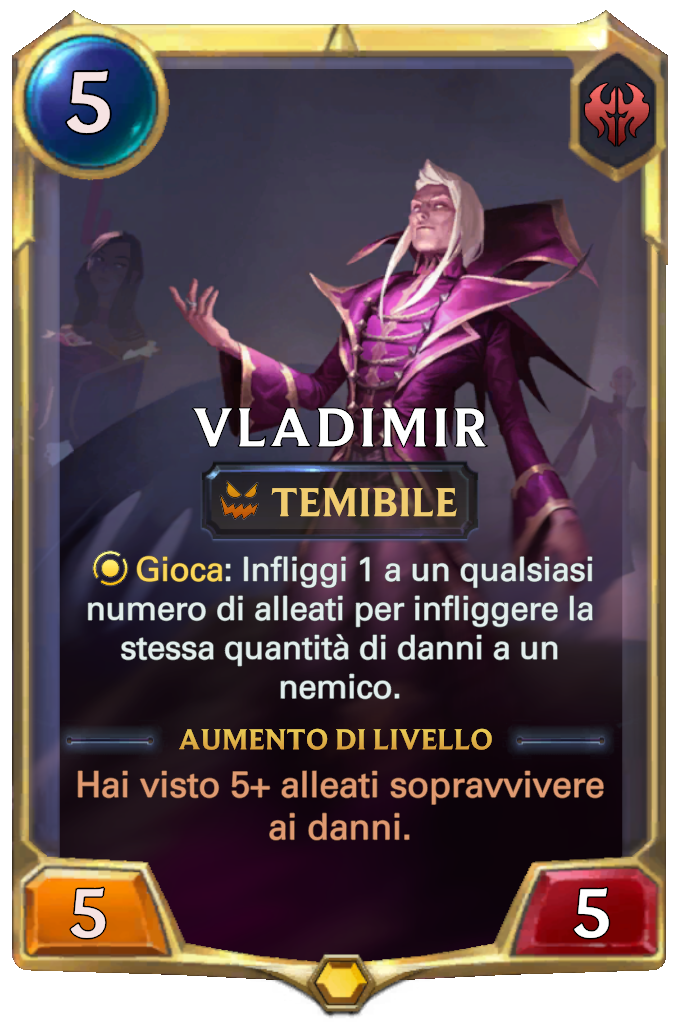 5
VLADIMIR
TEMIBILE
Gioca: Infliggi 1 a un qualsiasi
numero di alleati per infliggere la
stessa quantità di danni a un
nemico.
AUMENTO DI LIVELLO
Hai visto 5+ alleati sopravvivere
ai danni.
5
5